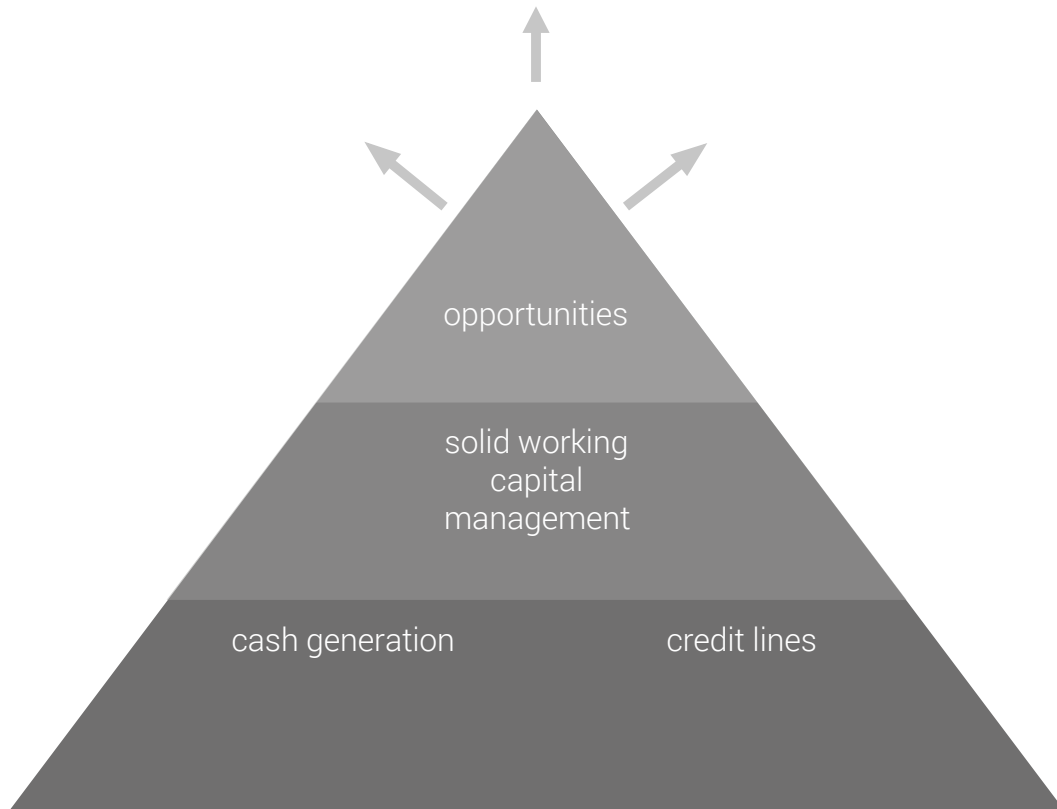 opportunities
solid working
capital
management
cash generation
credit lines